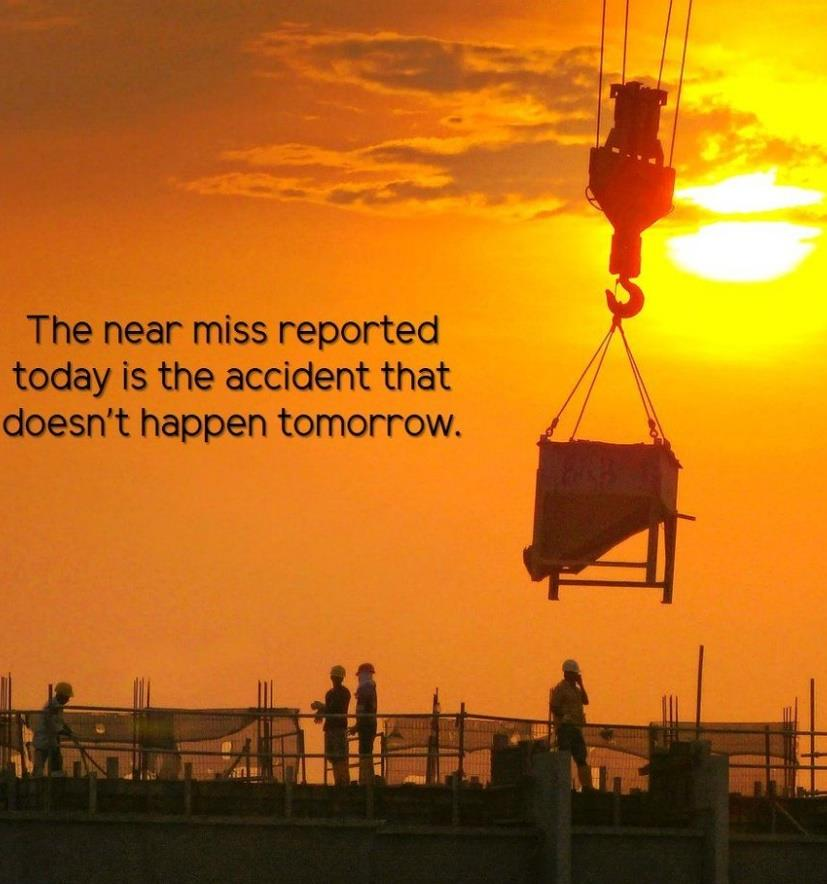 The near miss reported
today is the accident that
doesn't happen tomorrow.